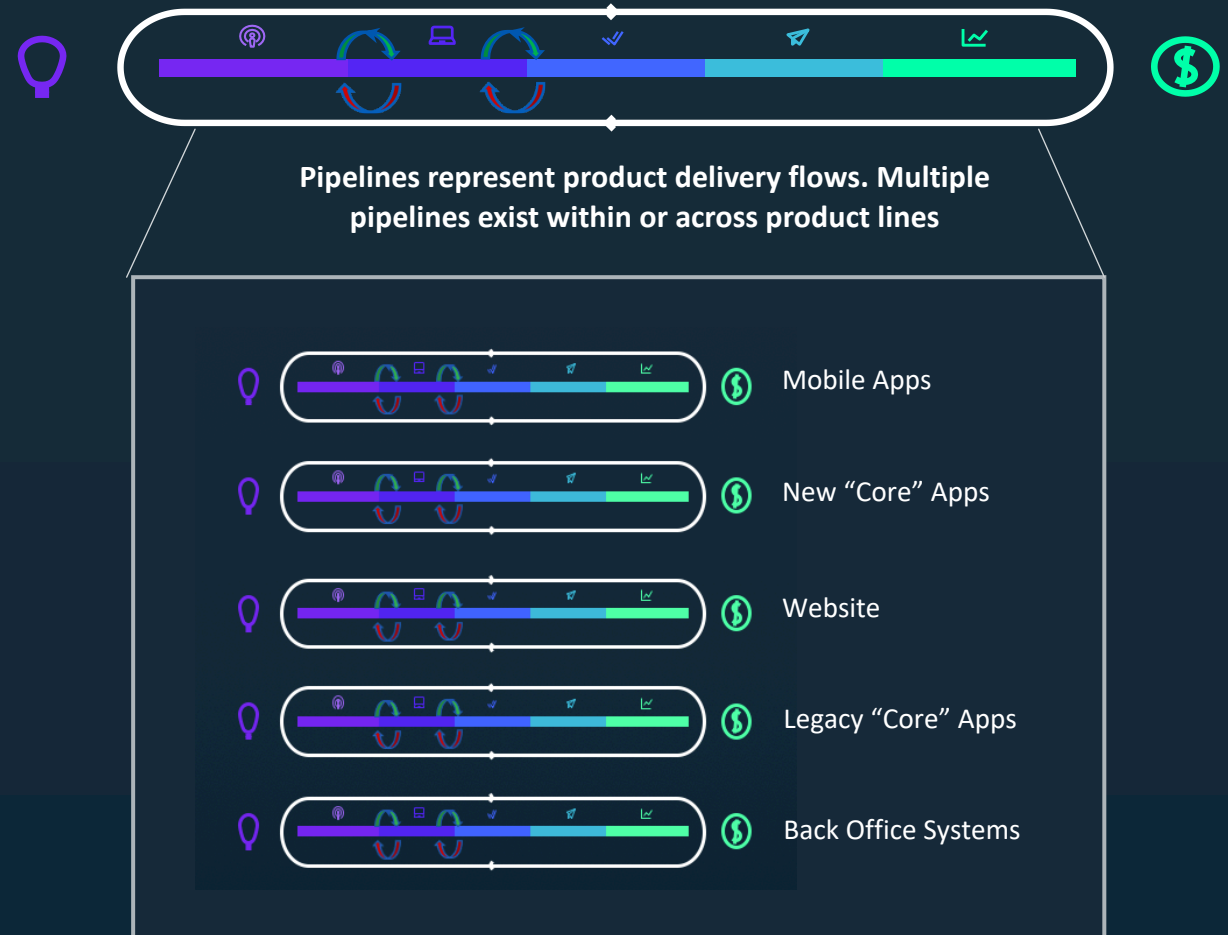 Pipelines represent product delivery flows. Multiple
pipelines exist within or across product lines
Mobile Apps
New “Core” Apps
Website
Legacy “Core” Apps
Back Office Systems